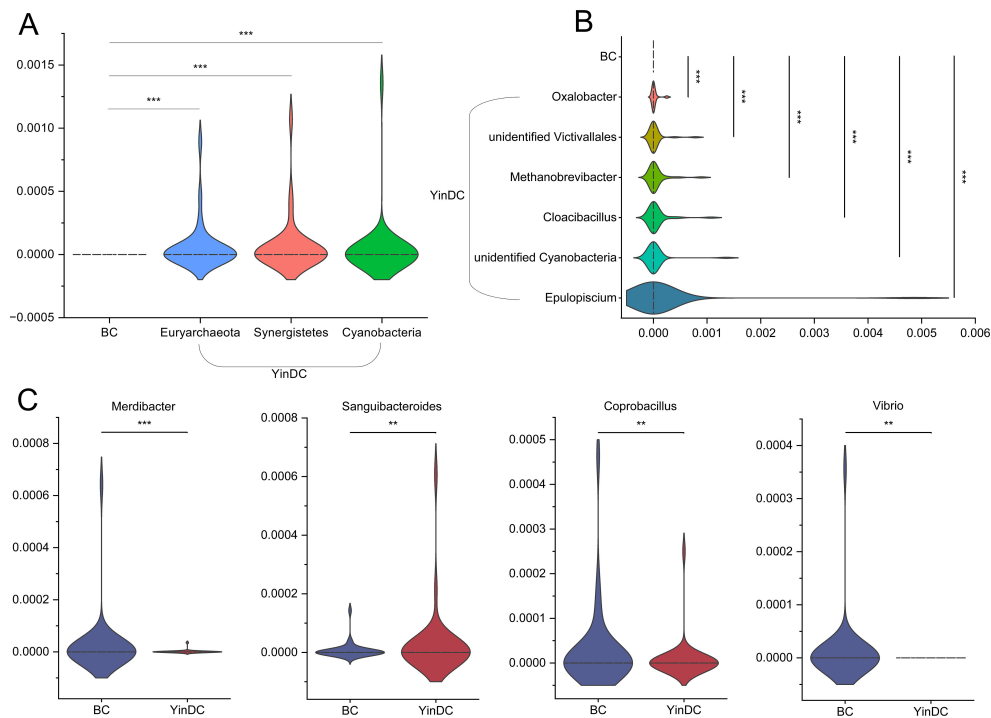 A
***
***
***
0.0015
0.0010
0.0005
0.0000
−0.0005
BC Euryarchaeota Synergistetes Cyanobacteria
YinDC
B
BC
Oxalobacter
unidentified Victivallales
Methanobrevibacter
Cloacibacillus
unidentified Cyanobacteria
Epulopiscium
YinDC
***
***
***
***
***
***
0.000 0.001 0.002 0.003 0.004 0.005 0.006
C
Merdibacter
***
0.0008
0.0006
0.0004
0.0002
0.0000
BC YinDC
Sanguibacteroides
**
0.0008
0.0006
0.0004
0.0002
0.0000
BC YinDC
Coprobacillus
**
0.0005
0.0004
0.0003
0.0002
0.0001
0.0000
BC YinDC
Vibrio
**
0.0004
0.0003
0.0002
0.0001
0.0000
BC YinDC